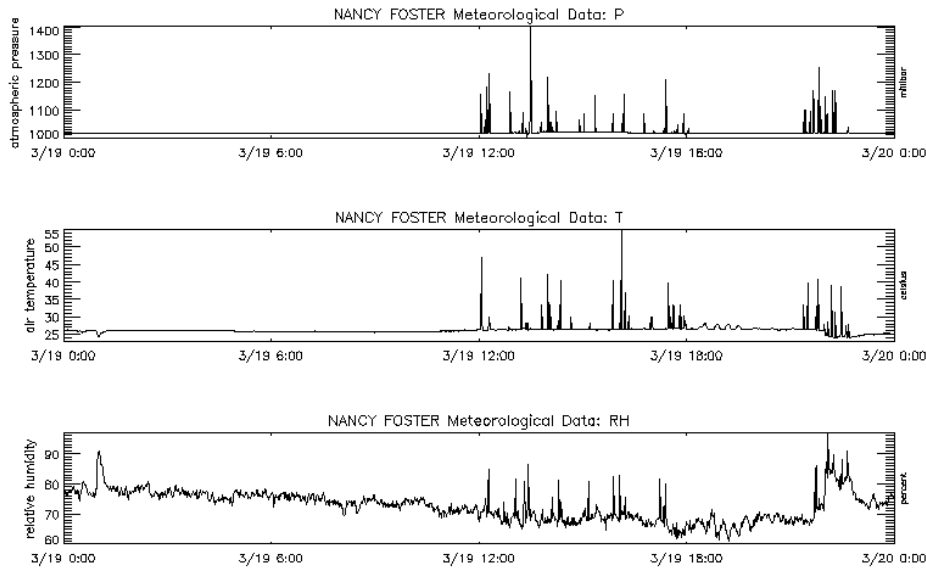 NANCY FOSTER Meteorological Data: P
atmospheric pressure
1400
1300
1200
1100
1000
millibar
3/19 0:00 3/19 6:00 3/19 12:00 3/19 18:00 3/20 0:00
NANCY FOSTER Meteorological Data: T
air temperature
55
50
45
40
35
30
25
celsius
3/19 0:00 3/19 6:00 3/19 12:00 3/19 18:00 3/20 0:00
NANCY FOSTER Meteorological Data: RH
relative humidity
90
80
70
60
percent
3/19 0:00 3/19 6:00 3/19 12:00 3/19 18:00 3/20 0:00